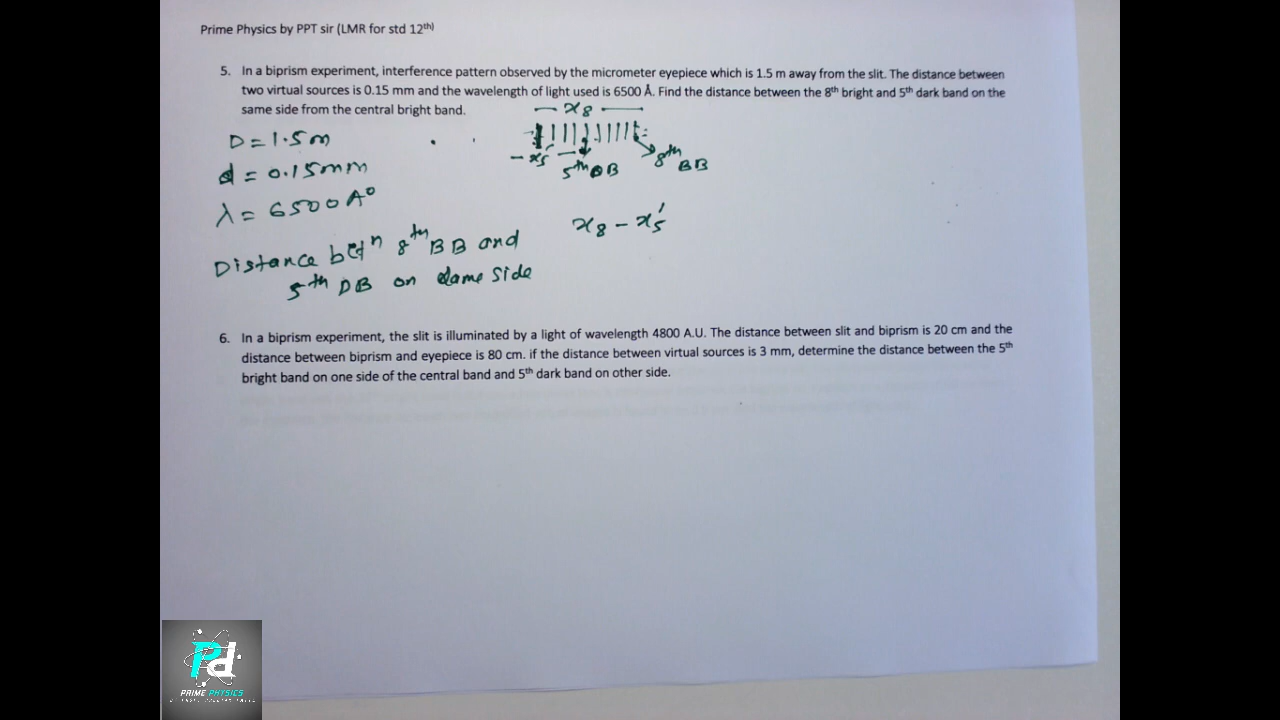 Prime Physics by PPT sir (LMR for std 12th)
5. In a biprism experiment, interference pattern observed by the micrometer eyepiece which is 1.5 m away from the slit. The distance between
two virtual sources is 0.15 mm and the wavelength of light used is 6500 Å. Find the distance between the 8th bright and 5th dark band on the
same side from the central bright band.
x8
D = 1.5m
x5'
5th DB
8th BB
d = 0.15mm
λ = 6500 A°
x8 - x5'
Distance betn 8th BB and
5th DB on same side
6. In a biprism experiment, the slit is illuminated by a light of wavelength 4800 A.U. The distance between slit and biprism is 20 cm and the
distance between biprism and eyepiece is 80 cm. if the distance between virtual sources is 3 mm, determine the distance between the 5th
bright band on one side of the central band and 5th dark band on other side.
Pd
PRIME PHYSICS